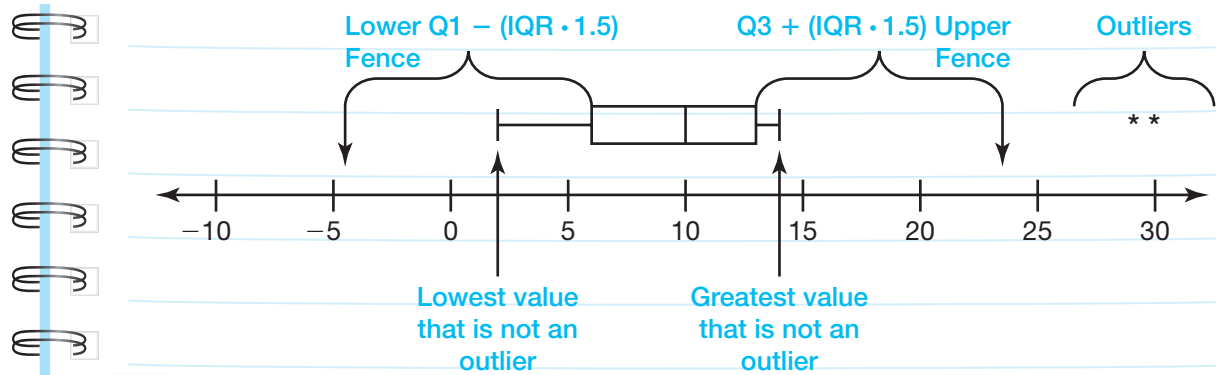 Lower Q1 − (IQR · 1.5)
Fence
Q3 + (IQR · 1.5) Upper
Fence
Outliers
* *
−10 −5 0 5 10 15 20 25 30
Lowest value
that is not an
outlier
Greatest value
that is not an
outlier